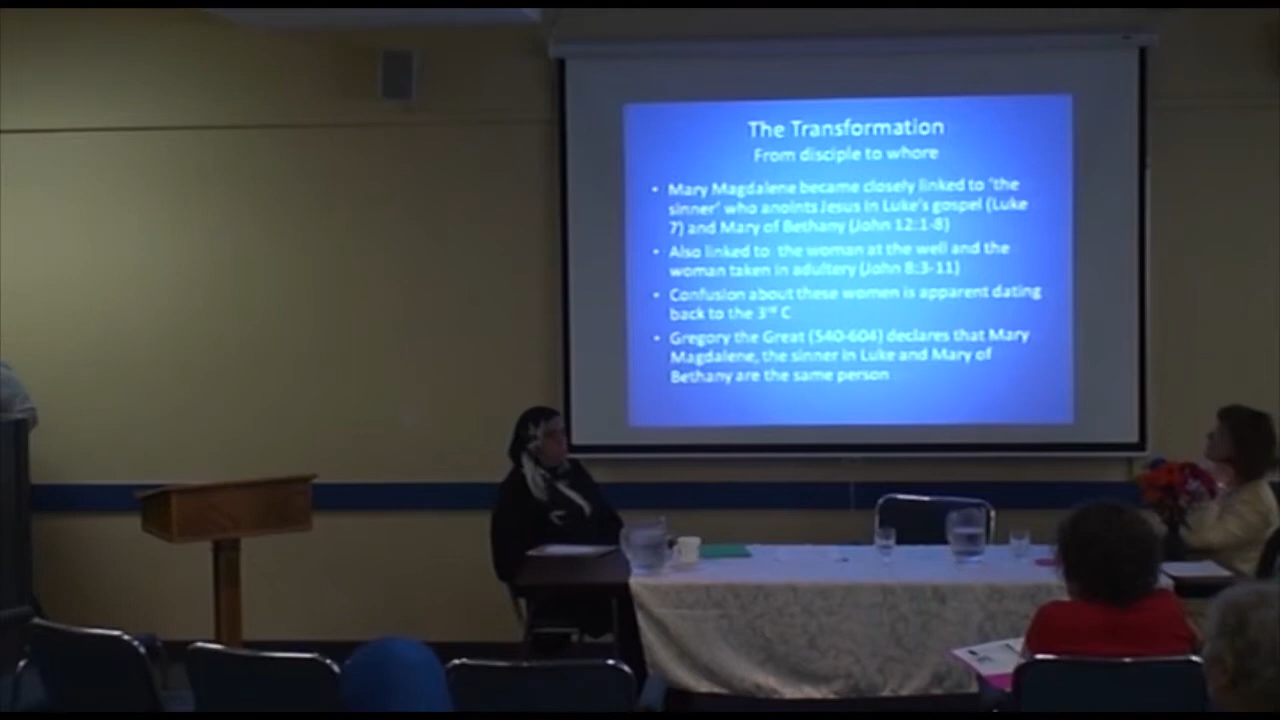 The Transformation
From disciple to whore
• Mary Magdalene became closely linked to 'the
sinner' who anoints Jesus in Luke's gospel (Luke
7) and Mary of Bethany (John 12:1-8)
• Also linked to the woman at the well and the
woman taken in adultery (John 8:3-11)
• Confusion about these women is apparent dating
back to the 3rd C
• Gregory the Great (540-604) declares that Mary
Magdalene, the sinner in Luke and Mary of
Bethany are the same person